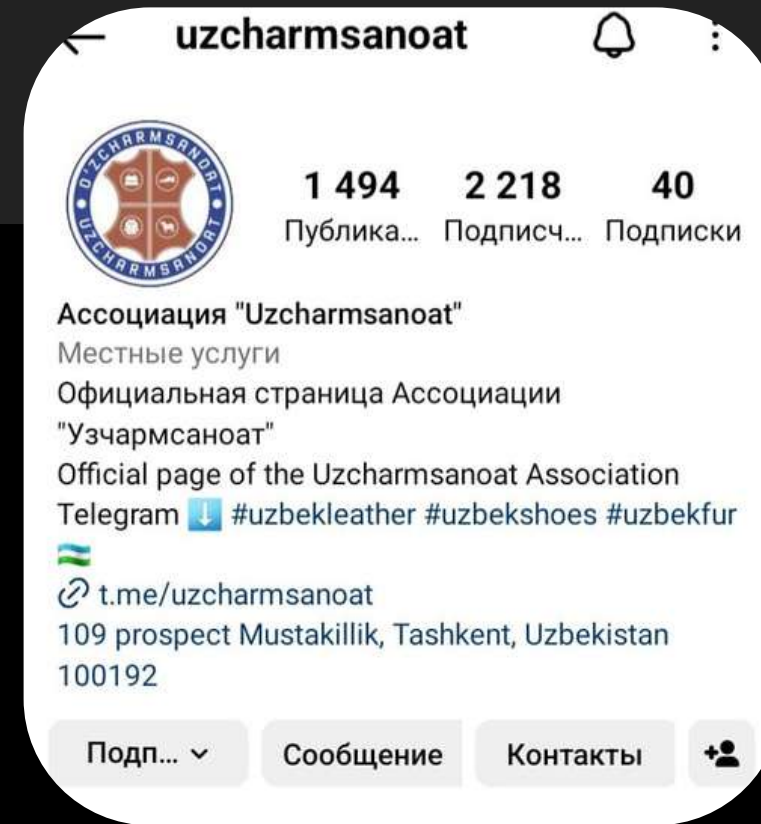 uzcharmsanoat
O'ZCHARMSANOAT
UZCHARMSANOAT
1 494 2 218 40
Публика... Подписч... Подписки
Ассоциация "Uzcharmsanoat"
Местные услуги
Официальная страница Ассоциации
"Узчармсаноат"
Official page of the Uzcharmsanoat Association
Telegram ⬇️ #uzbekleather #uzbekshoes #uzbekfur
🇺🇿
t.me/uzcharmsanoat
109 prospect Mustakillik, Tashkent, Uzbekistan
100192
Подп... Сообщение Контакты